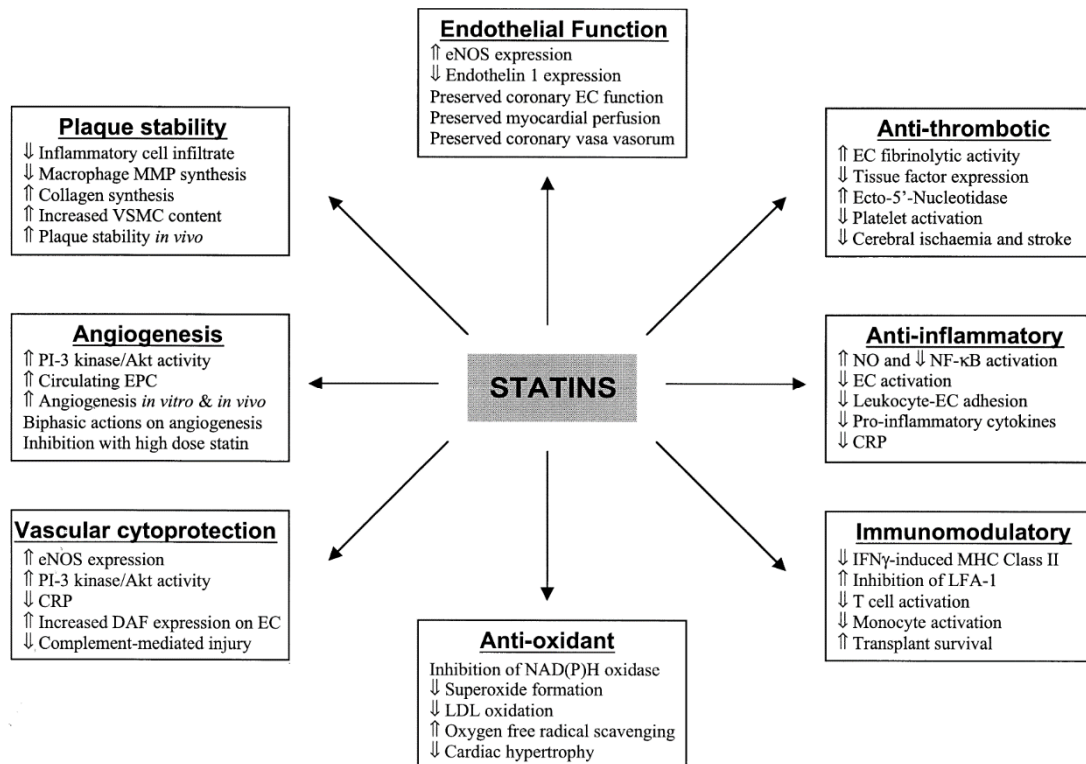 Endothelial Function
⇑ eNOS expression
⇓ Endothelin 1 expression
Preserved coronary EC function
Preserved myocardial perfusion
Preserved coronary vasa vasorum
Plaque stability
⇓ Inflammatory cell infiltrate
⇓ Macrophage MMP synthesis
⇑ Collagen synthesis
⇑ Increased VSMC content
⇑ Plaque stability in vivo
Anti-thrombotic
⇑ EC fibrinolytic activity
⇓ Tissue factor expression
⇑ Ecto-5'-Nucleotidase
⇓ Platelet activation
⇓ Cerebral ischaemia and stroke
Angiogenesis
⇑ PI-3 kinase/Akt activity
⇑ Circulating EPC
⇑ Angiogenesis in vitro & in vivo
Biphasic actions on angiogenesis
Inhibition with high dose statin
STATINS
Anti-inflammatory
⇑ NO and ⇓ NF-κB activation
⇓ EC activation
⇓ Leukocyte-EC adhesion
⇓ Pro-inflammatory cytokines
⇓ CRP
Vascular cytoprotection
⇑ eNOS expression
⇑ PI-3 kinase/Akt activity
⇓ CRP
⇑ Increased DAF expression on EC
⇓ Complement-mediated injury
Anti-oxidant
Inhibition of NAD(P)H oxidase
⇓ Superoxide formation
⇓ LDL oxidation
⇑ Oxygen free radical scavenging
⇓ Cardiac hypertrophy
Immunomodulatory
⇓ IFNγ-induced MHC Class II
⇑ Inhibition of LFA-1
⇓ T cell activation
⇓ Monocyte activation
⇑ Transplant survival